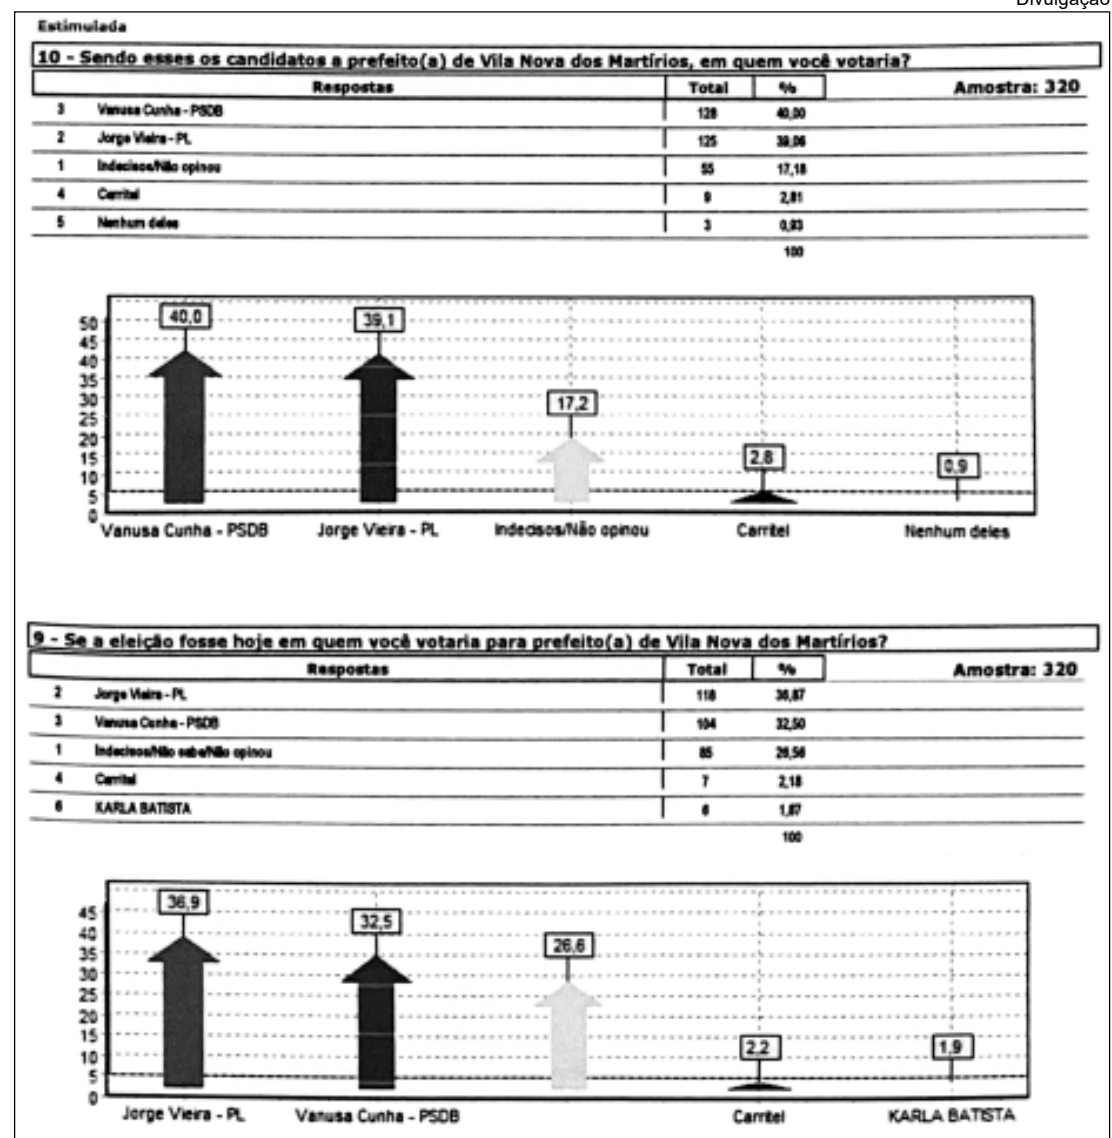 Divulgação
Estimulada
10 - Sendo esses os candidatos a prefeito(a) de Vila Nova dos Martírios, em quem você votaria?
Respostas Total % Amostra: 320
3 Vanusa Cunha - PSDB 128 40,00
2 Jorge Vieira - PL 125 39,06
1 Indecisos/Não opinou 55 17,18
4 Carritel 9 2,81
5 Nenhum deles 3 0,93
100
40,0
39,1
17,2
2,8
0,9
50
45
40
35
30
25
20
15
10
5
0
Vanusa Cunha - PSDB Jorge Vieira - PL Indecisos/Não opinou Carritel Nenhum deles
9 - Se a eleição fosse hoje em quem você votaria para prefeito(a) de Vila Nova dos Martírios?
Respostas Total % Amostra: 320
2 Jorge Vieira - PL 118 36,87
3 Vanusa Cunha - PSDB 104 32,50
1 Indecisos/Não sabe/Não opinou 85 26,56
4 Carritel 7 2,18
6 KARLA BATISTA 6 1,87
100
36,9
32,5
26,6
2,2
1,9
45
40
35
30
25
20
15
10
5
0
Jorge Vieira - PL Vanusa Cunha - PSDB Carritel KARLA BATISTA